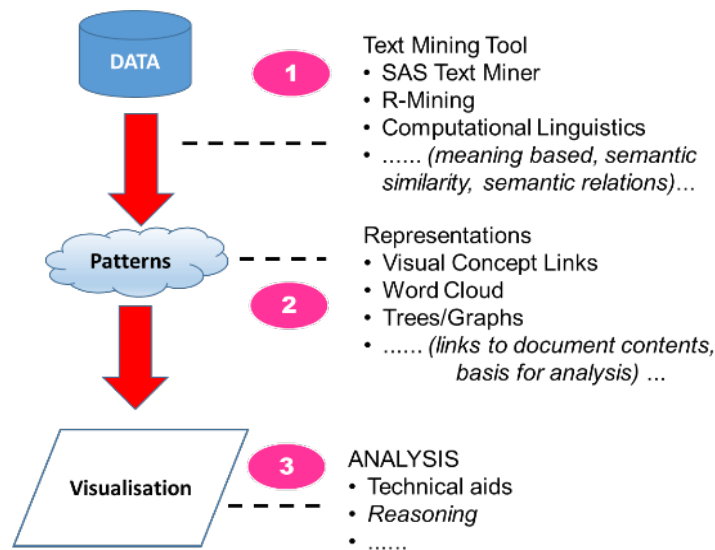 DATA
1
Text Mining Tool
• SAS Text Miner
• R-Mining
• Computational Linguistics
• ...... (meaning based, semantic
similarity, semantic relations)...
Patterns
2
Representations
• Visual Concept Links
• Word Cloud
• Trees/Graphs
• ...... (links to document contents,
basis for analysis) ...
Visualisation
3
ANALYSIS
• Technical aids
• Reasoning
• ......